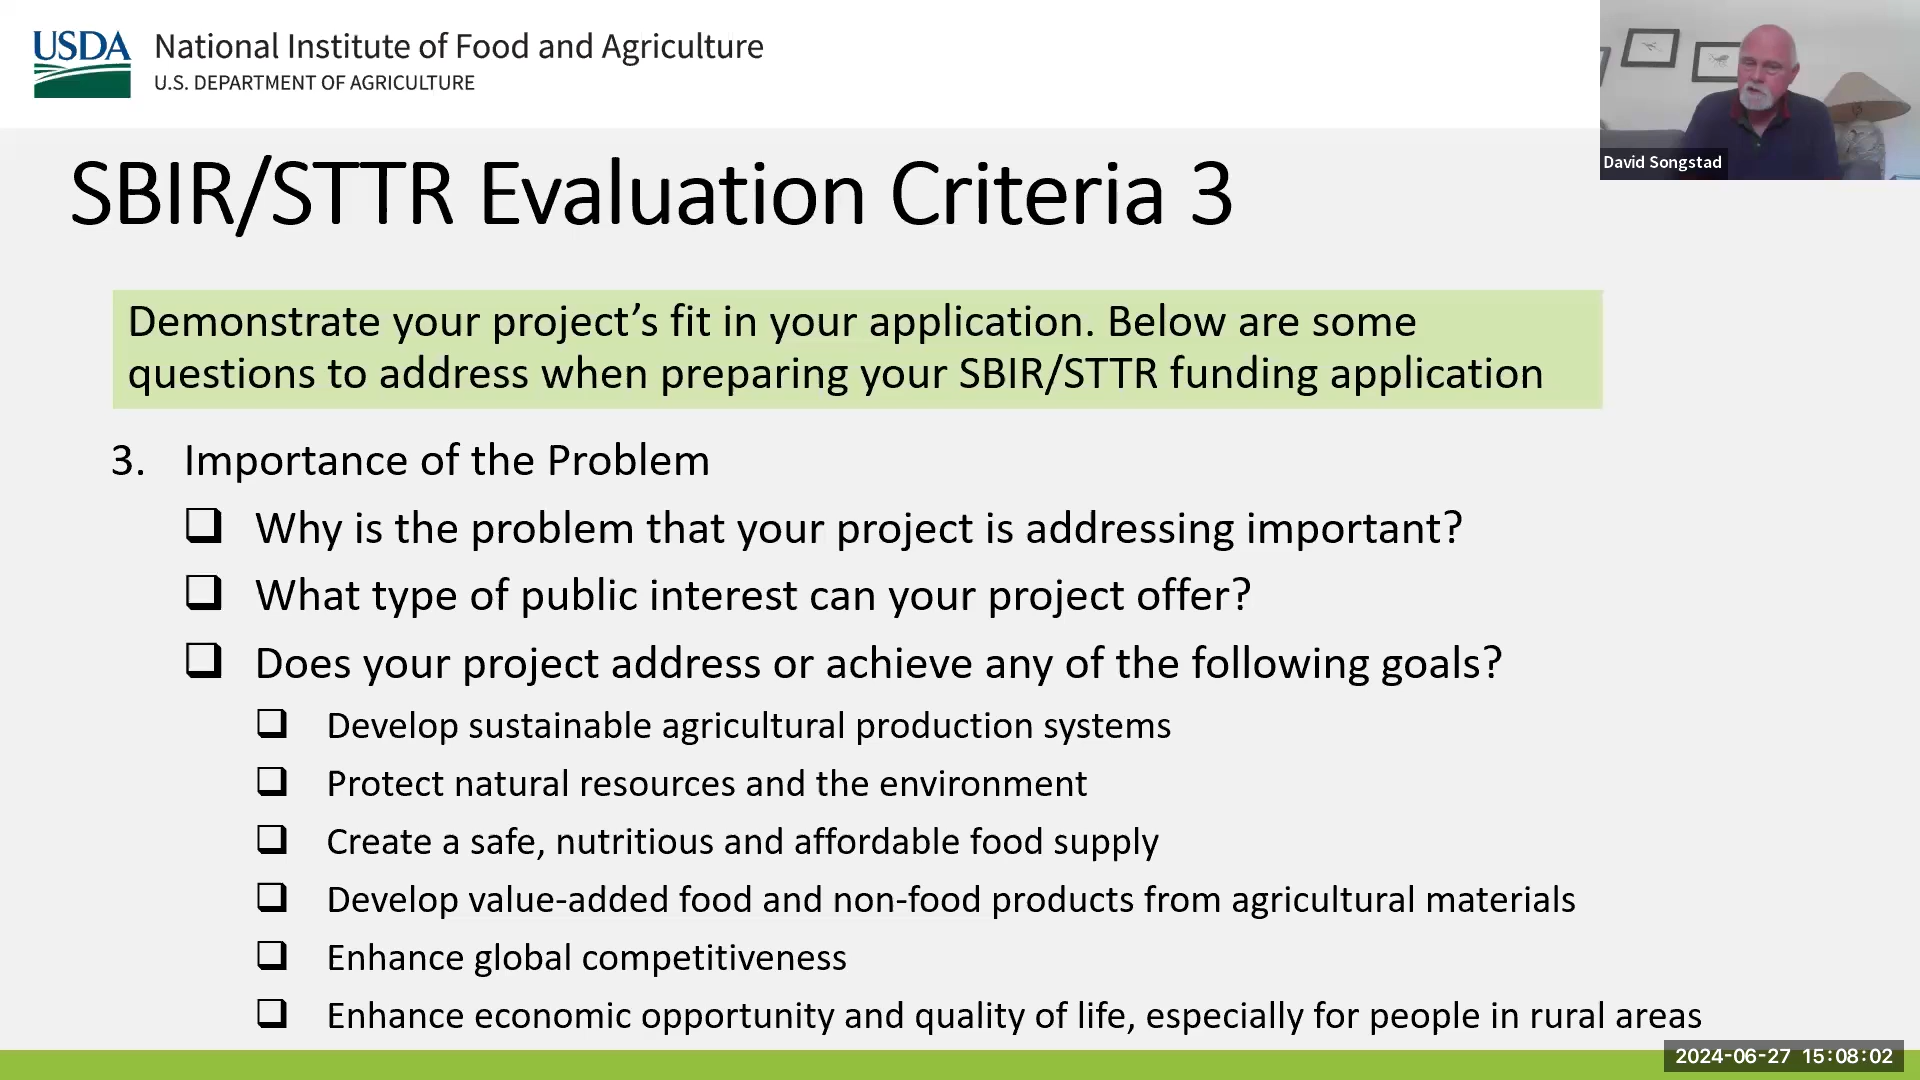 USDA
National Institute of Food and Agriculture
U.S. DEPARTMENT OF AGRICULTURE
David Songstad
SBIR/STTR Evaluation Criteria 3
Demonstrate your project’s fit in your application. Below are some
questions to address when preparing your SBIR/STTR funding application
3. Importance of the Problem
❑ Why is the problem that your project is addressing important?
❑ What type of public interest can your project offer?
❑ Does your project address or achieve any of the following goals?
❑ Develop sustainable agricultural production systems
❑ Protect natural resources and the environment
❑ Create a safe, nutritious and affordable food supply
❑ Develop value-added food and non-food products from agricultural materials
❑ Enhance global competitiveness
❑ Enhance economic opportunity and quality of life, especially for people in rural areas
2024-06-27 15:08:02